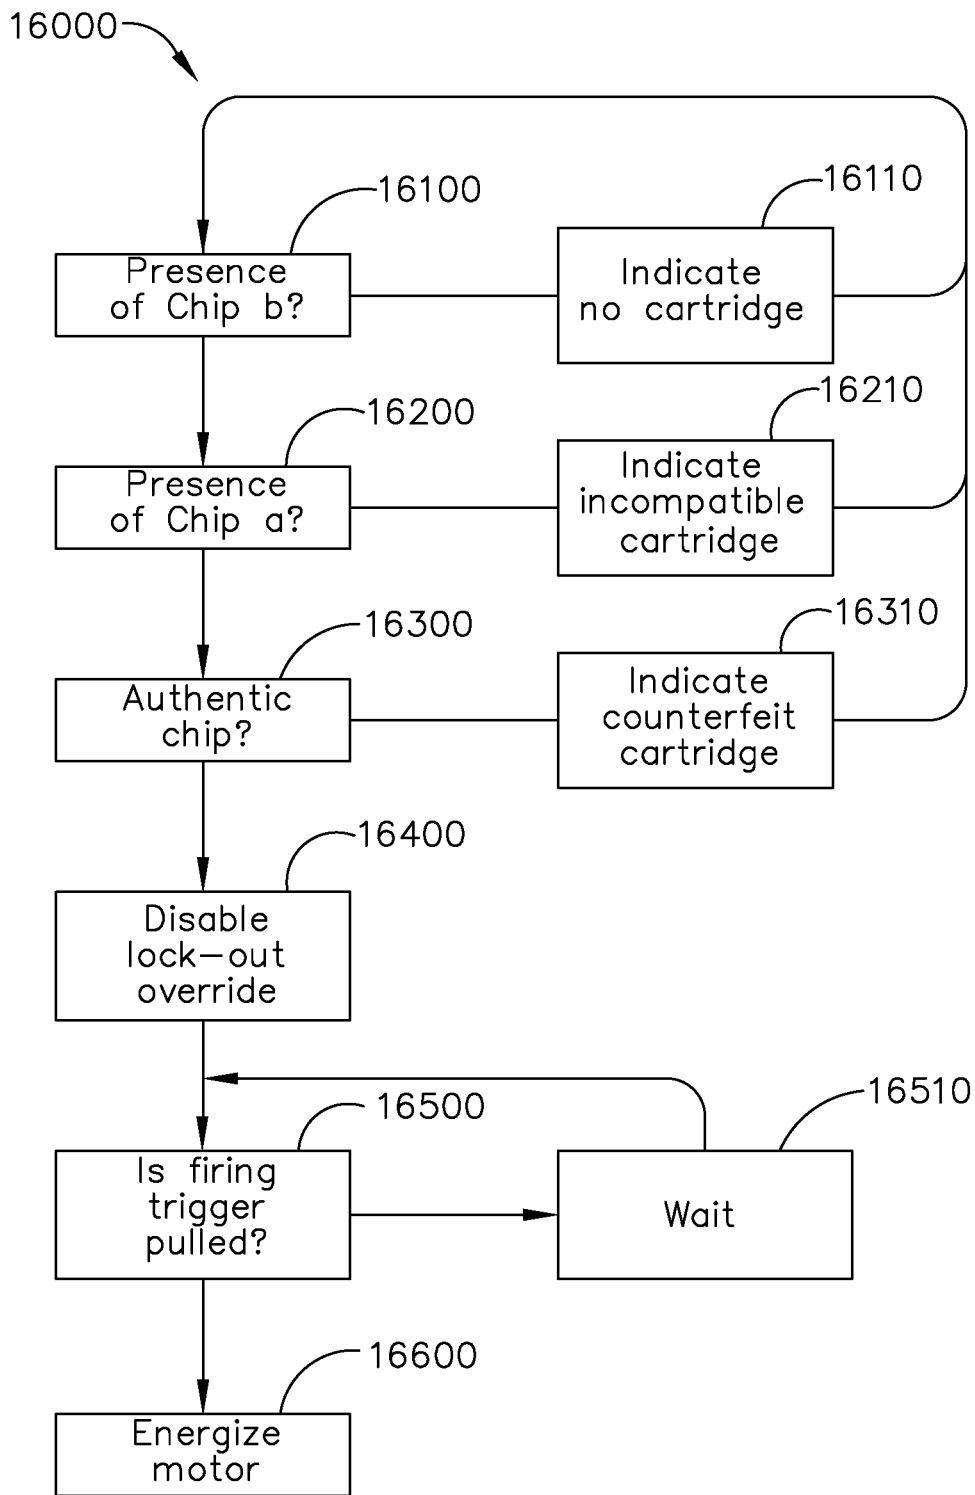 16000
16100
Presence
of Chip b?
16110
Indicate
no cartridge
16200
Presence
of Chip a?
16210
Indicate
incompatible
cartridge
16300
Authentic
chip?
16310
Indicate
counterfeit
cartridge
16400
Disable
lock-out
override
16500
Is firing
trigger
pulled?
16510
Wait
16600
Energize
motor